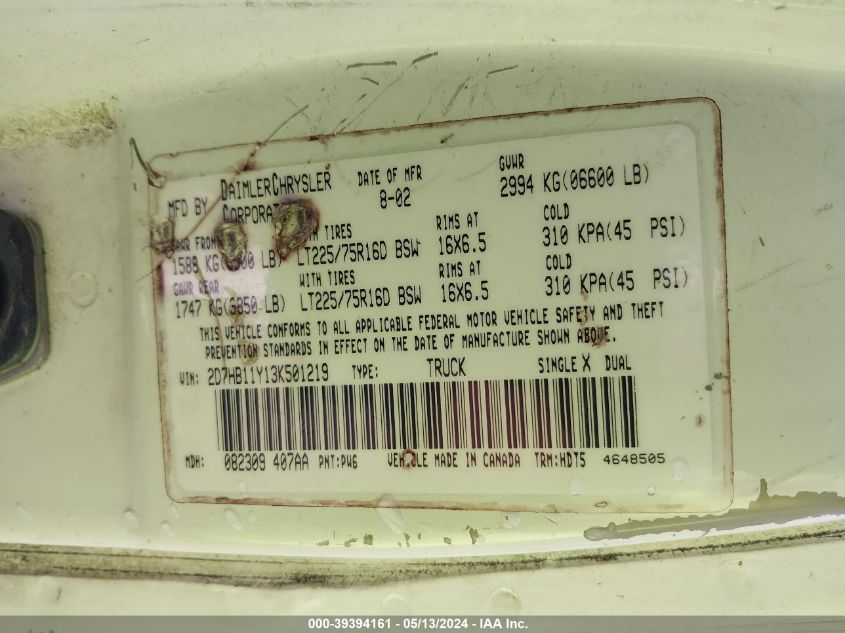 MFD BY DAIMLERCHRYSLER DATE OF MFR GVWR
8-02 2994 KG(06600 LB)
WITH TIRES RIMS AT COLD
1588 KG( LB) LT225/75R16D BSW 16X6.5 310 KPA(45 PSI)
GAWR REAR WITH TIRES RIMS AT COLD
1747 KG(3850 LB) LT225/75R16D BSW 16X6.5 310 KPA(45 PSI)
THIS VEHICLE CONFORMS TO ALL APPLICABLE FEDERAL MOTOR VEHICLE SAFETY AND THEFT
PREVENTION STANDARDS IN EFFECT ON THE DATE OF MANUFACTURE SHOWN ABOVE.
VIN: 2D7HB11Y13K501219 TYPE: TRUCK SINGLE X DUAL
MDH: 082309 407AA PNT:PW6 VEHICLE MADE IN CANADA TRM:HDT5 4648505
000-39394161 - 05/13/2024 - IAA Inc.